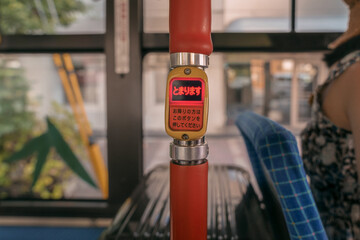 とまります
お降りの方は
このボタンを
押してください